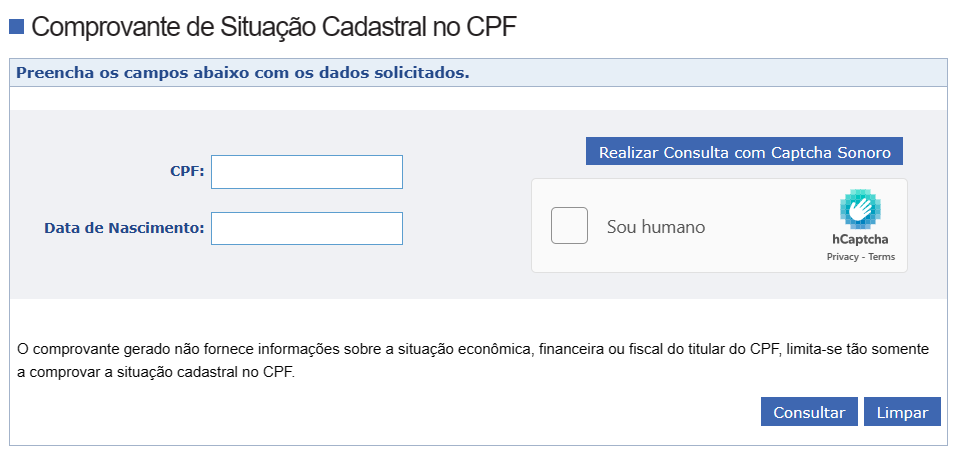 Comprovante de Situação Cadastral no CPF
Preencha os campos abaixo com os dados solicitados.
Realizar Consulta com Captcha Sonoro
CPF:
Data de Nascimento:
Sou humano
hCaptcha
Privacy - Terms
O comprovante gerado não fornece informações sobre a situação econômica, financeira ou fiscal do titular do CPF, limita-se tão somente
a comprovar a situação cadastral no CPF.
Consultar Limpar